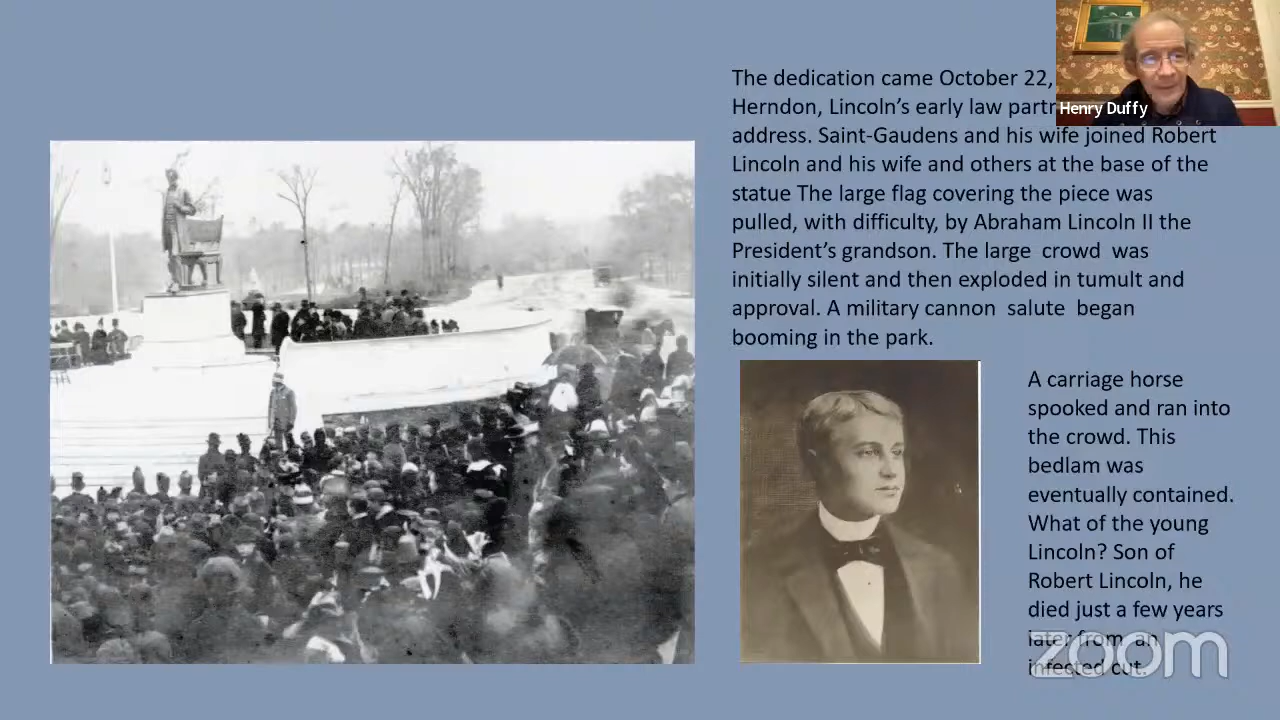 The dedication came October 22,
Herndon, Lincoln's early law
address. Saint-Gaudens and his wife joined Robert
Lincoln and his wife and others at the base of the
statue The large flag covering the piece was
pulled, with difficulty, by Abraham Lincoln II the
President's grandson. The large crowd was
initially silent and then exploded in tumult and
approval. A military cannon salute began
booming in the park.
Henry Duffy
A carriage horse
spooked and ran into
the crowd. This
bedlam was
eventually contained.
What of the young
Lincoln? Son of
Robert Lincoln, he
died just a few years
later from an
infected cut.
zoom